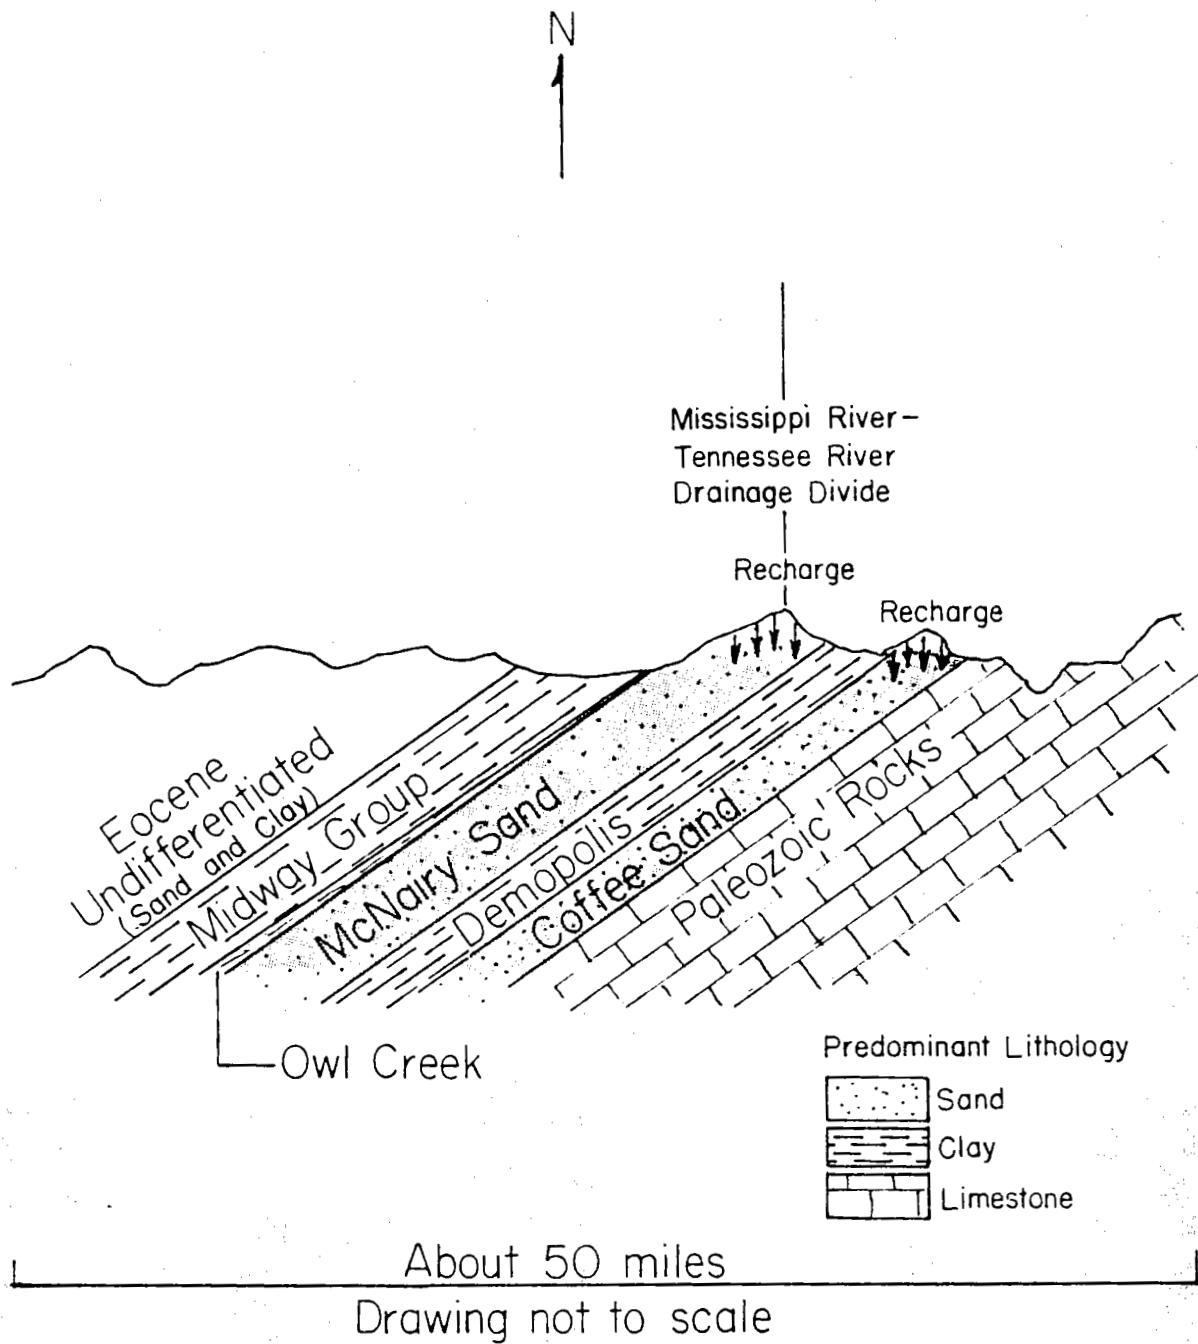 N
Mississippi River-
Tennessee River
Drainage Divide
Recharge
Recharge
Eocene
Undifferentiated
(Sand and Clay)
Midway Group
McNairy Sand
Demopolis
Coffee Sand
Paleozoic Rocks
Owl Creek
Predominant Lithology
Sand
Clay
Limestone
About 50 miles
Drawing not to scale